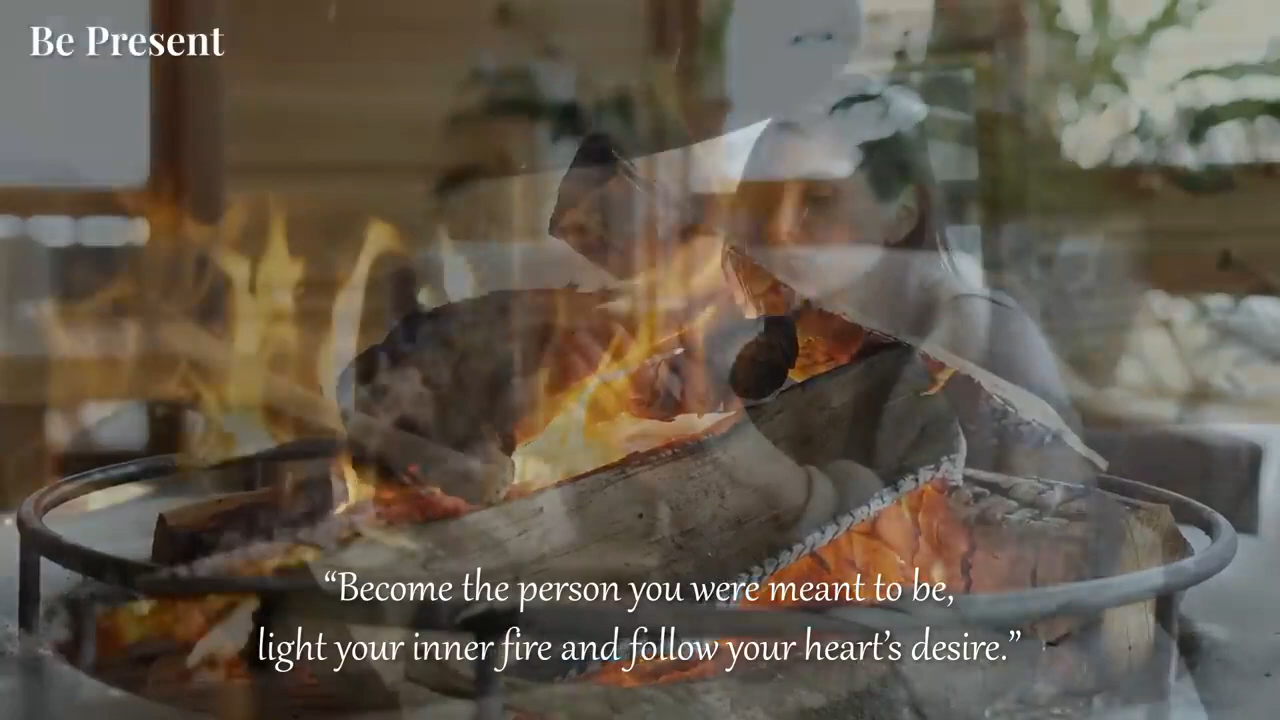 Be Present
“Become the person you were meant to be,
light your inner fire and follow your heart’s desire.”